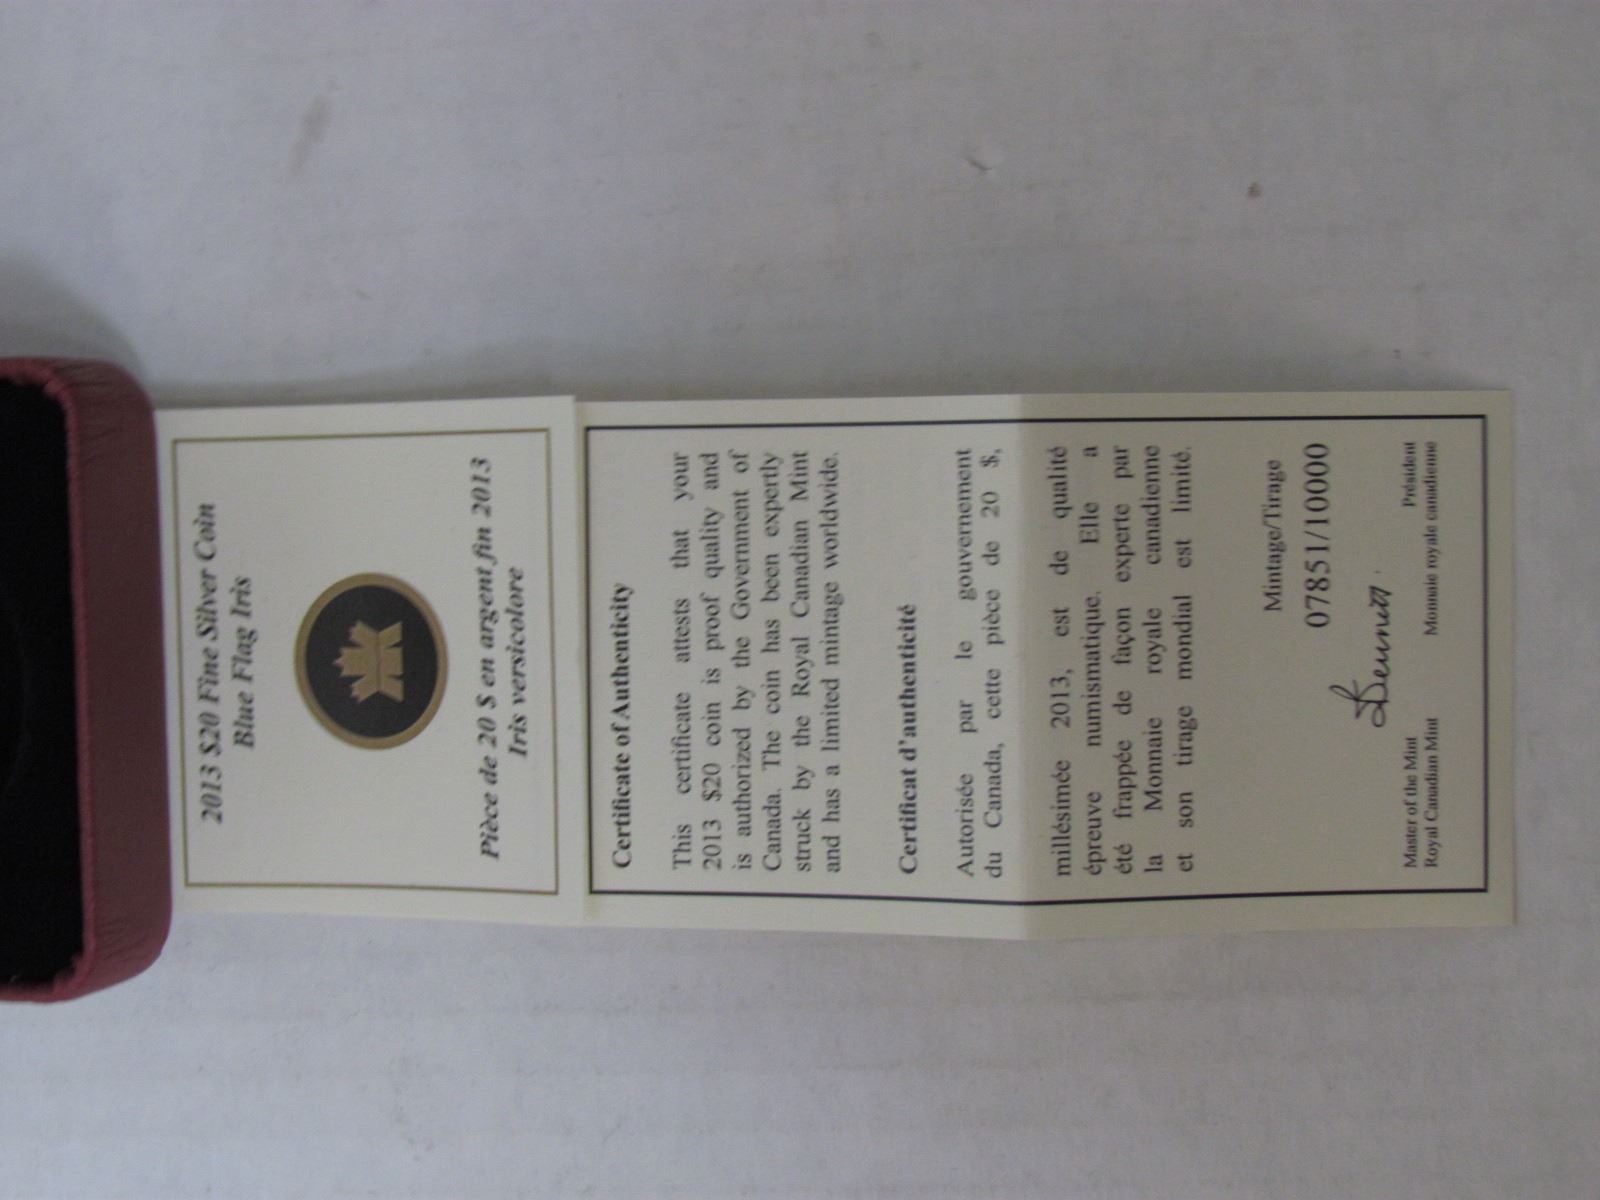 2013 $20 Fine Silver Coin
Blue Flag Iris
Pièce de 20 $ en argent fin 2013
Iris versicolore
Certificate of Authenticity
This certificate attests that your
2013 $20 coin is proof quality and
is authorized by the Government of
Canada. The coin has been expertly
struck by the Royal Canadian Mint
and has a limited mintage worldwide.
Certificat d'authenticité
Autorisée par le gouvernement
du Canada, cette pièce de 20 $,
millésimée 2013, est de qualité
épreuve numismatique. Elle a
été frappée de façon experte par
la Monnaie royale canadienne
et son tirage mondial est limité.
Mintage/Tirage
07851/10000
Master of the Mint Président
Royal Canadian Mint Monnaie royale canadienne